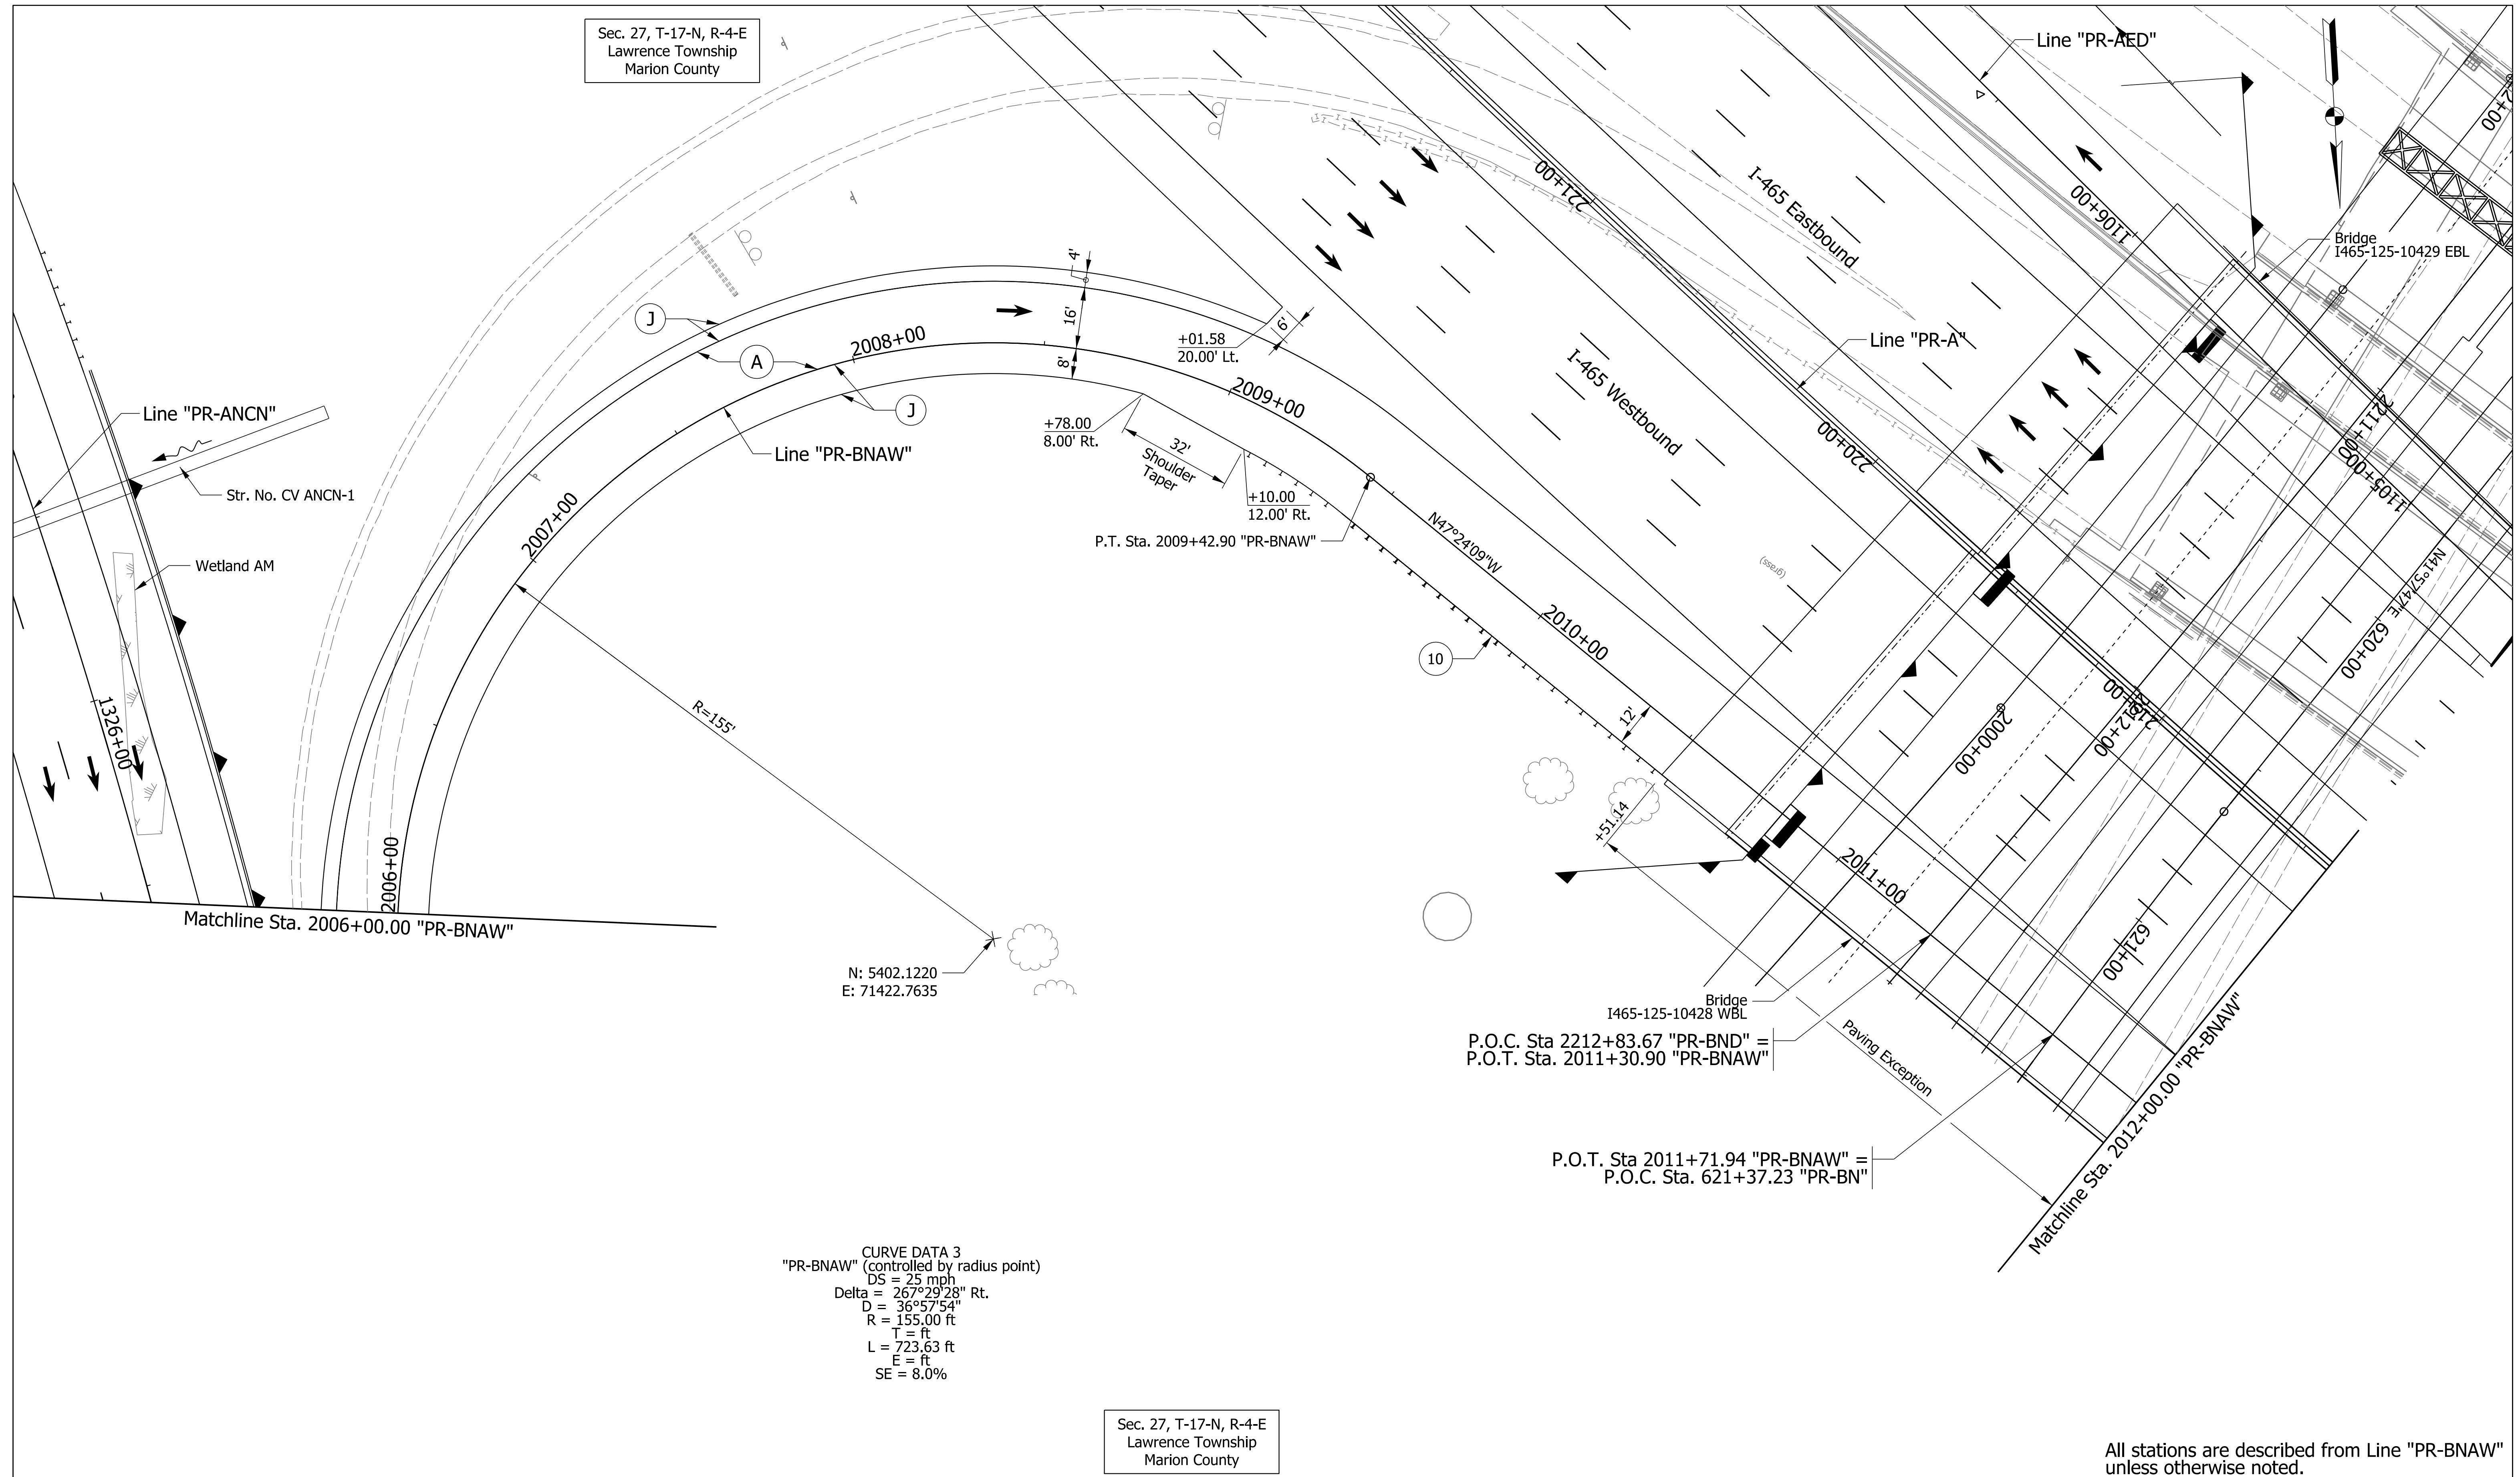 Sec. 27, T-17-N, R-4-E
Lawrence Township
Marion County
Line "PR-AED"
I-465 Eastbound
221+00
1106+00
Bridge
I465-125-10429 EBL
4'
16'
8'
6'
J
A
2008+00
+01.58
20.00' Lt.
Line "PR-A"
I-465 Westbound
2009+00
J
Line "PR-ANCN"
Line "PR-BNAW"
+78.00
8.00' Rt.
32'
Shoulder
Taper
220+00
1105+00
Str. No. CV ANCN-1
2007+00
+10.00
12.00' Rt.
P.T. Sta. 2009+42.90 "PR-BNAW"
N47°24'09"W
(grass)
N41°57'47"E
620+00
Wetland AM
2010+00
10
1326+00
R=155'
12'
2000+00
2212+00
+51.14
2006+00
2011+00
621+00
Matchline Sta. 2006+00.00 "PR-BNAW"
N: 5402.1220
E: 71422.7635
Bridge
I465-125-10428 WBL
P.O.C. Sta 2212+83.67 "PR-BND" =
P.O.T. Sta. 2011+30.90 "PR-BNAW"
Paving Exception
P.O.T. Sta 2011+71.94 "PR-BNAW" =
P.O.C. Sta. 621+37.23 "PR-BN"
Matchline Sta. 2012+00.00 "PR-BNAW"
CURVE DATA 3
"PR-BNAW" (controlled by radius point)
DS = 25 mph
Delta =  267°29'28" Rt.
D =  36°57'54"
R = 155.00 ft
T = ft
L = 723.63 ft
E = ft
SE = 8.0%
Sec. 27, T-17-N, R-4-E
Lawrence Township
Marion County
All stations are described from Line "PR-BNAW"
unless otherwise noted.